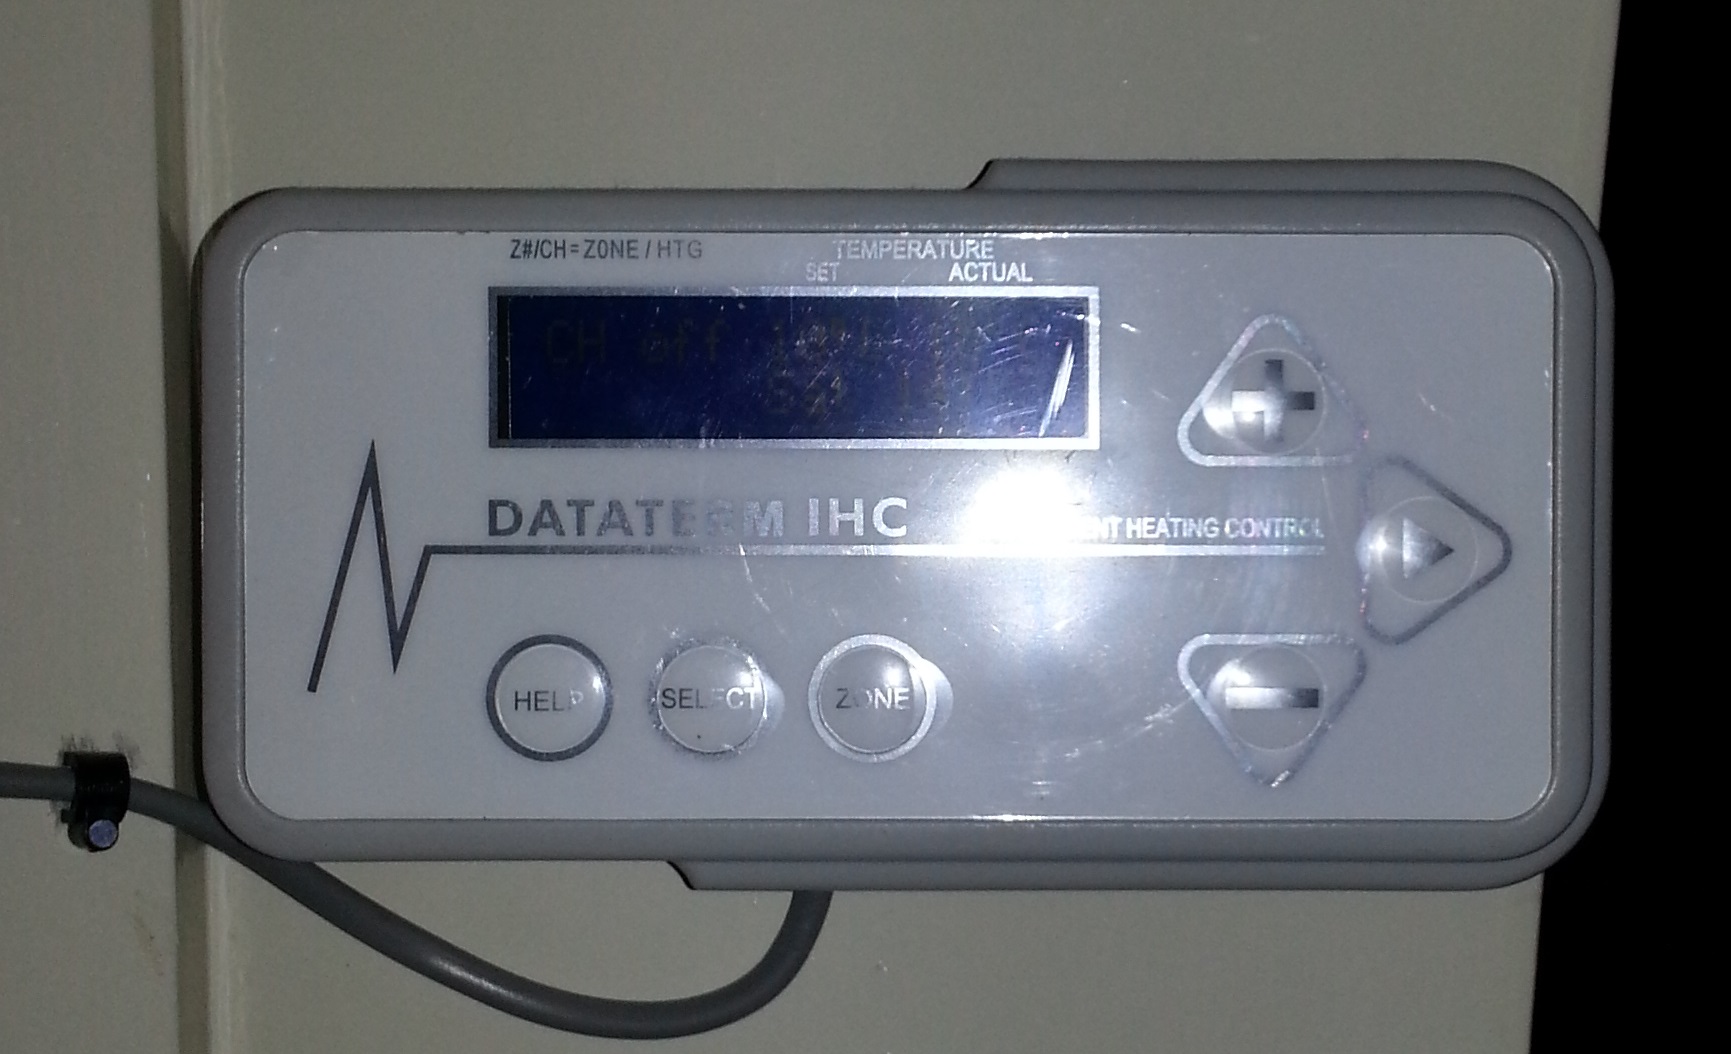 Z#/CH=ZONE / HTG
TEMPERATURE
SET ACTUAL
CH off
DATATERM IHC
HEATING CONTROL
HELP SELECT ZONE